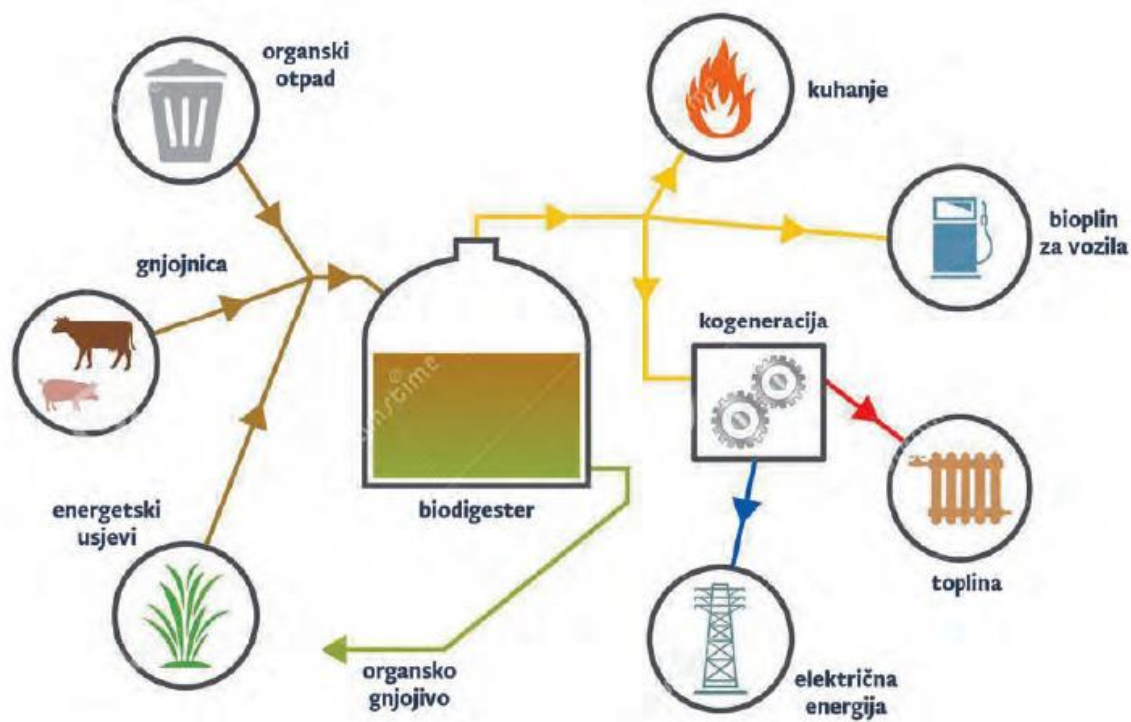 organski
otpad
kuhanje
bioplin
za vozila
gnjojnica
kogeneracija
energetski
usjevi
biodigester
toplina
organsko
gnjojivo
električna
energija